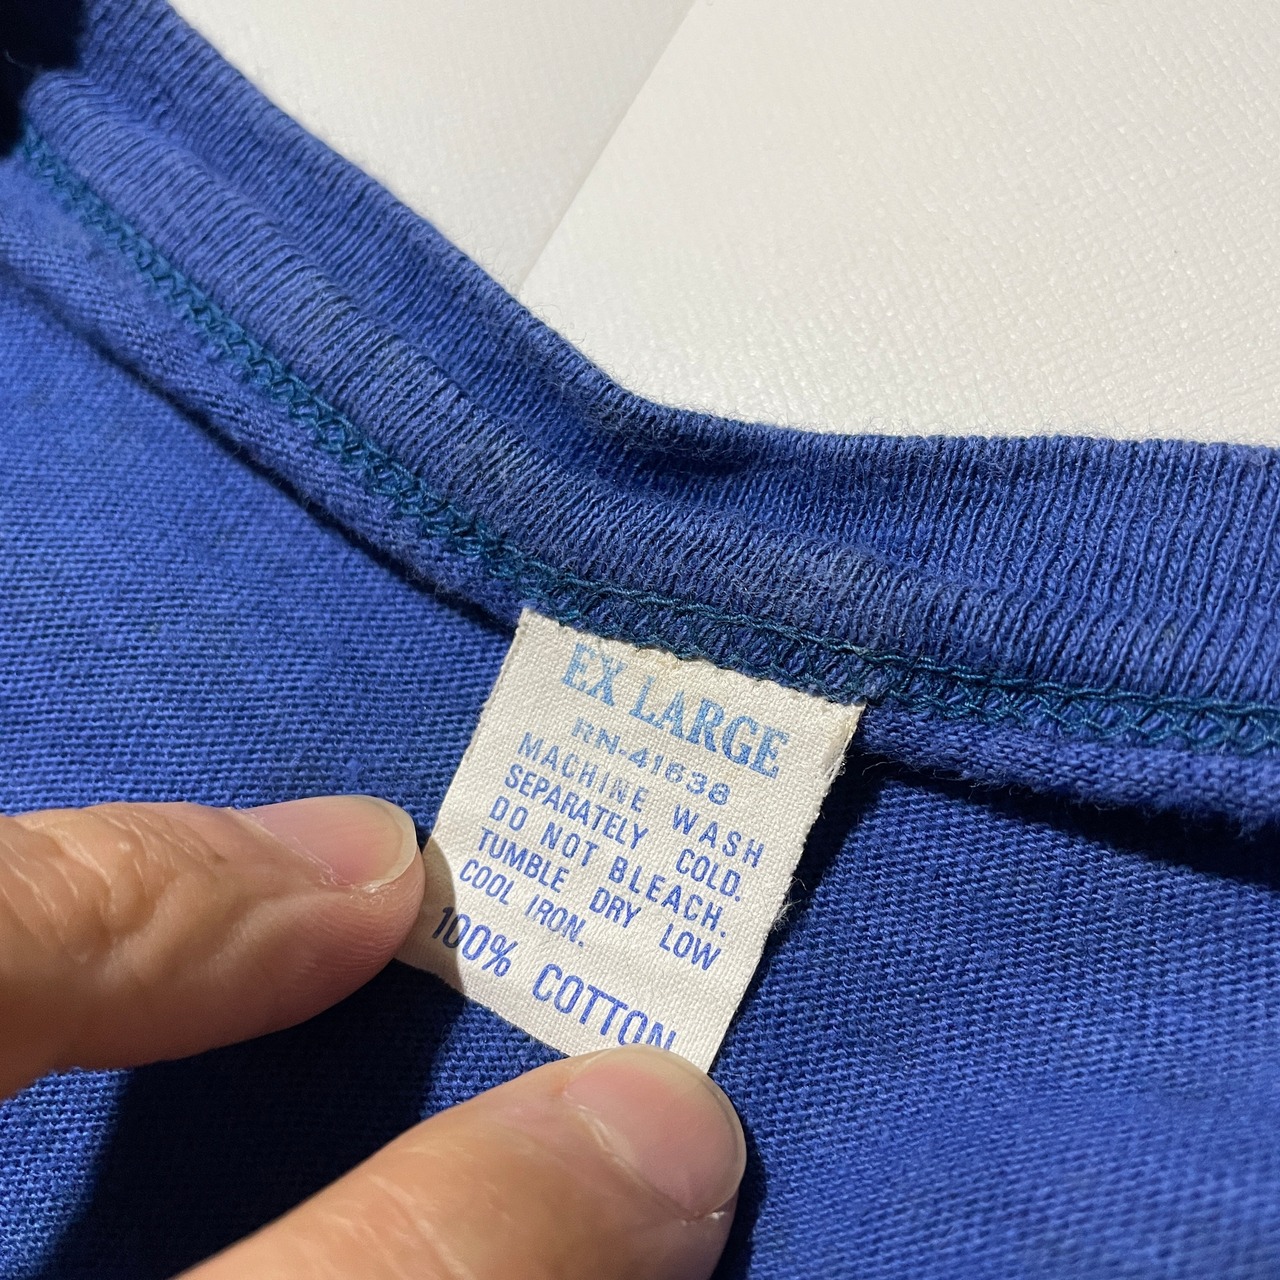 EX LARGE
RN-41638
MACHINE WASH
SEPARATELY COLD.
DO NOT BLEACH.
TUMBLE DRY LOW
COOL IRON.
100% COTTON